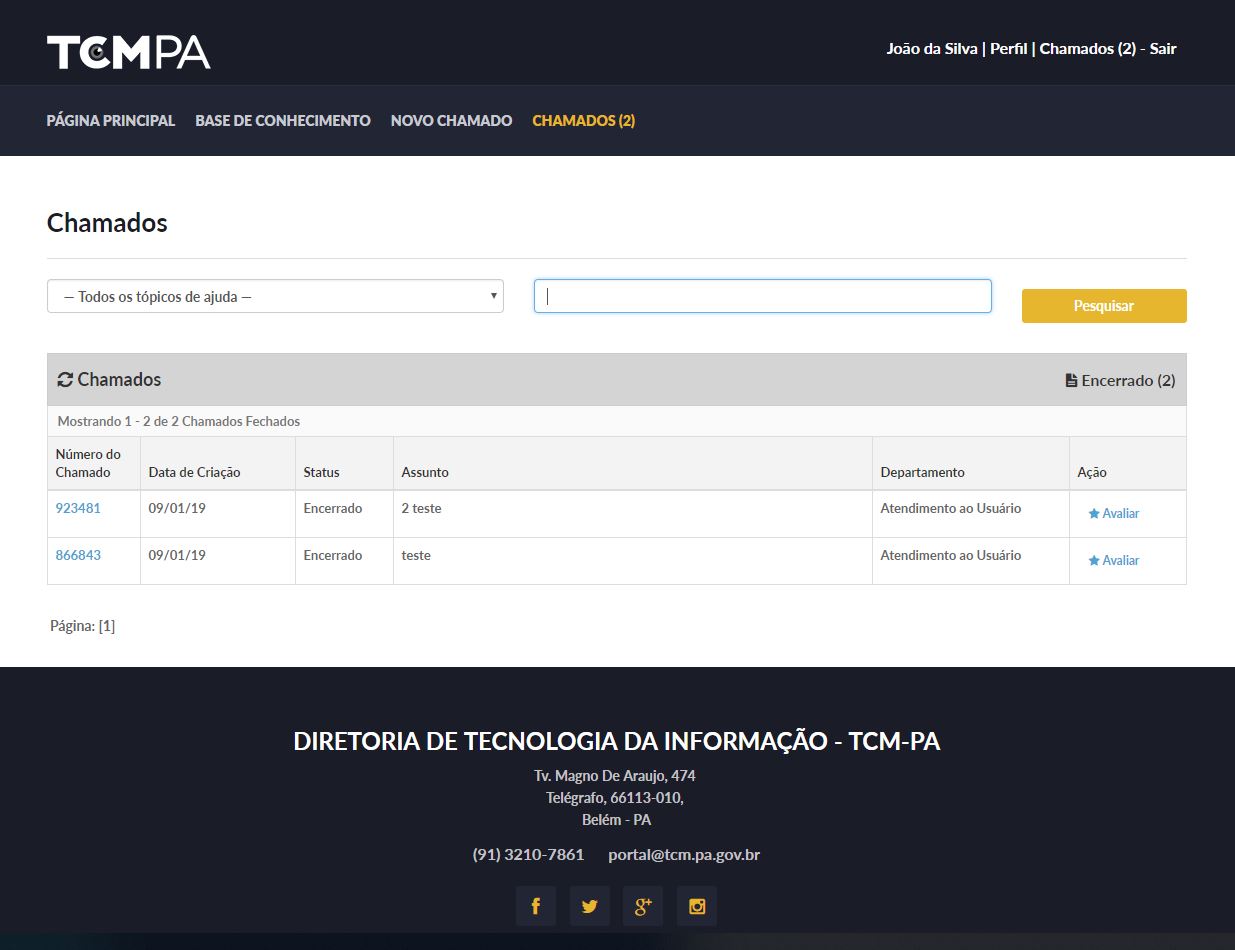 TCMPA
João da Silva | Perfil | Chamados (2) - Sair
PÁGINA PRINCIPAL BASE DE CONHECIMENTO NOVO CHAMADO CHAMADOS (2)
Chamados
— Todos os tópicos de ajuda —
Pesquisar
Chamados
Encerrado (2)
Mostrando 1 - 2 de 2 Chamados Fechados
Número do Chamado Data de Criação Status Assunto Departamento Ação
923481 09/01/19 Encerrado 2 teste Atendimento ao Usuário Avaliar
866843 09/01/19 Encerrado teste Atendimento ao Usuário Avaliar
Página: [1]
DIRETORIA DE TECNOLOGIA DA INFORMAÇÃO - TCM-PA
Tv. Magno De Araujo, 474
Telégrafo, 66113-010,
Belém - PA
(91) 3210-7861 portal@tcm.pa.gov.br